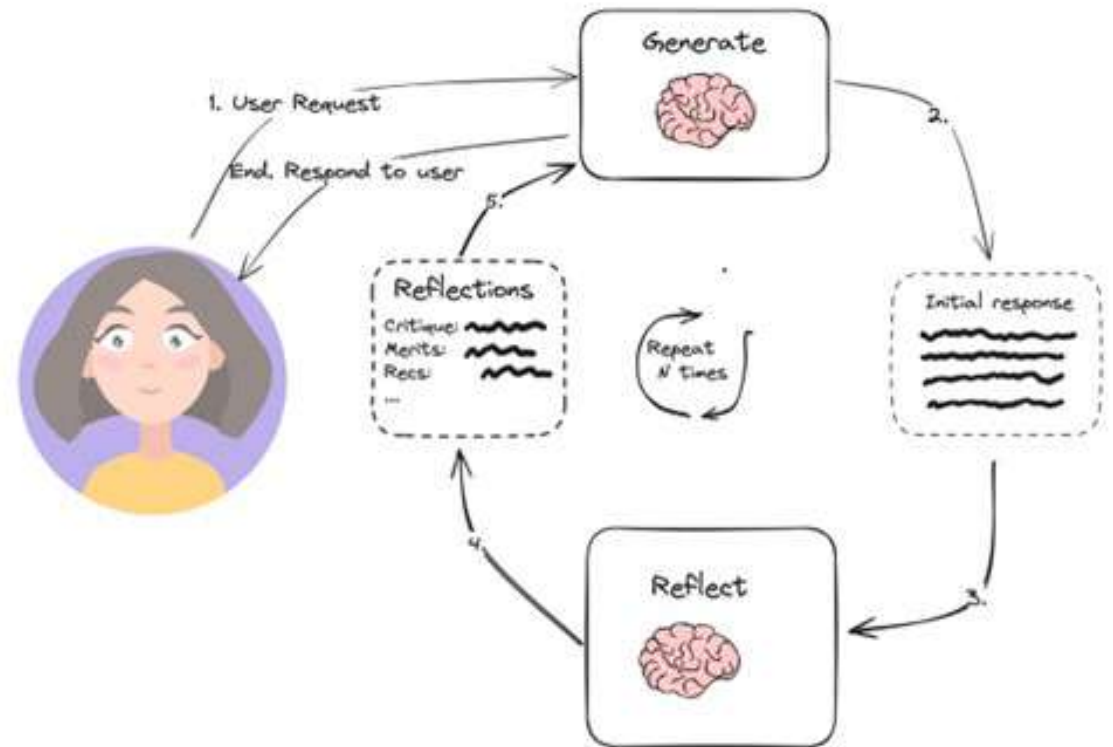 Generate
1. User Request
2.
End. Respond to user
5.
Reflections
Critique:
Merits:
Recs:
...
Repeat
N times
Initial response
4.
3.
Reflect